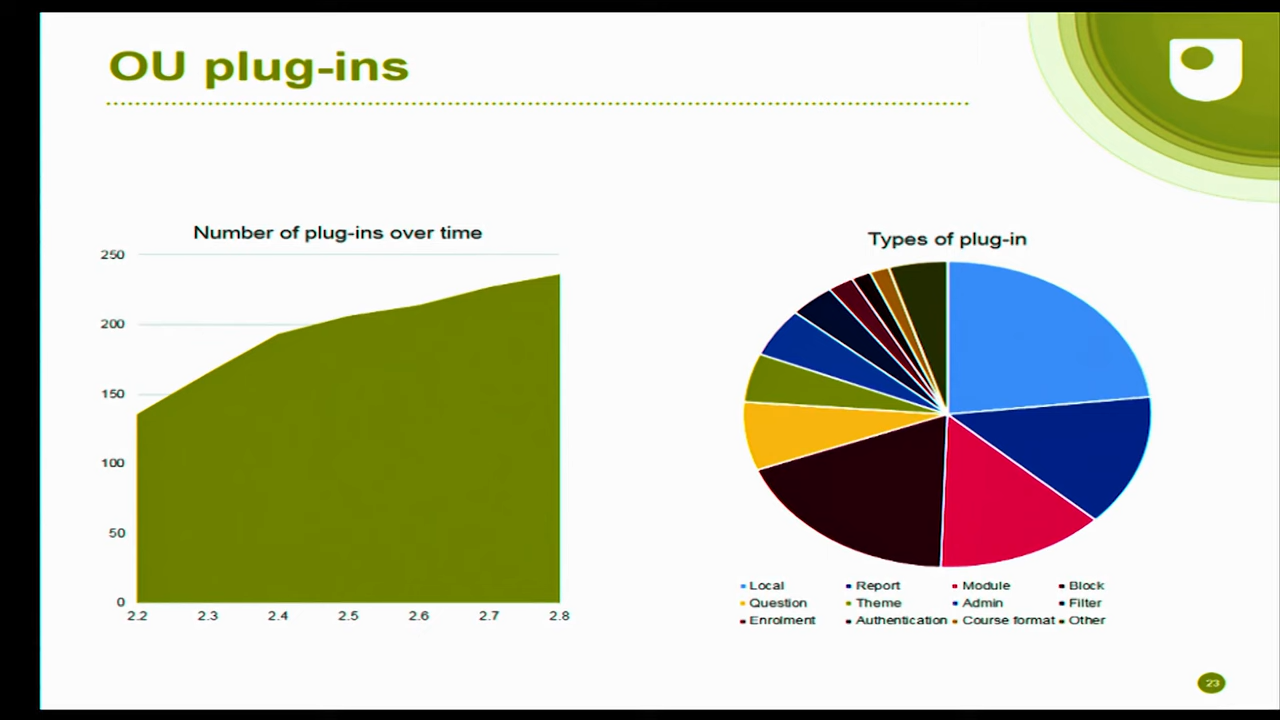 OU plug-ins
Number of plug-ins over time
250
200
150
100
50
0
2.2 2.3 2.4 2.5 2.6 2.7 2.8
Types of plug-in
Local Report Module Block
Question Theme Admin Filter
Enrolment Authentication Course format Other
23